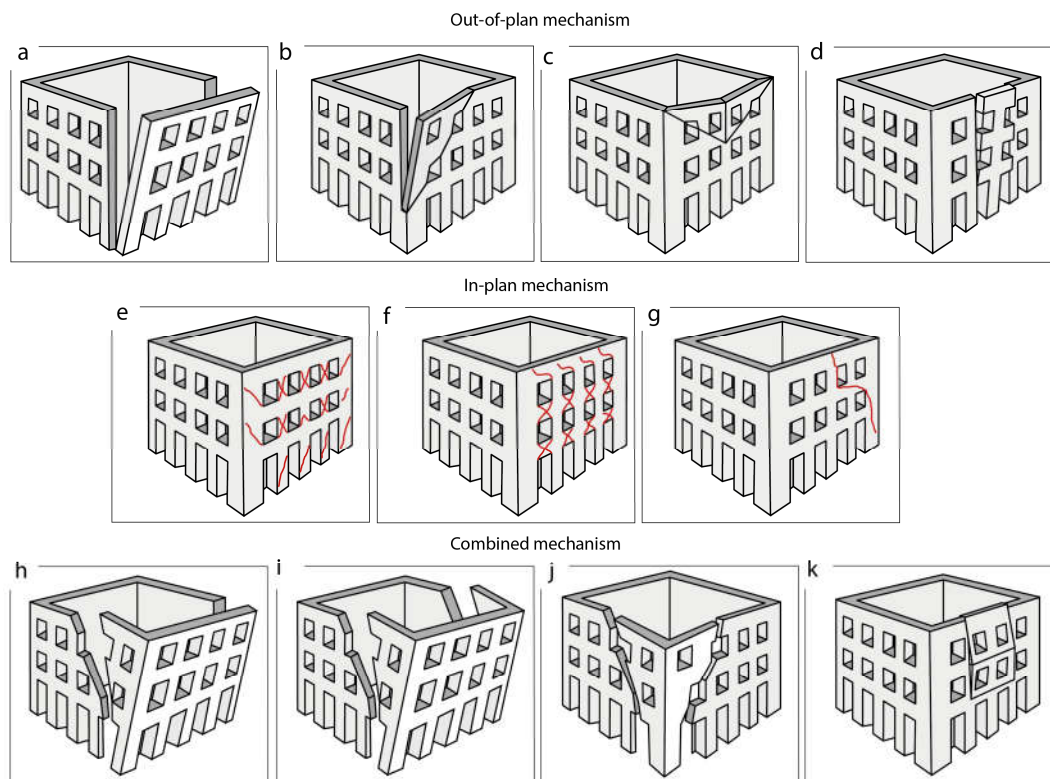 Out-of-plan mechanism
a
b
c
d
In-plan mechanism
e
f
g
Combined mechanism
h
i
j
k